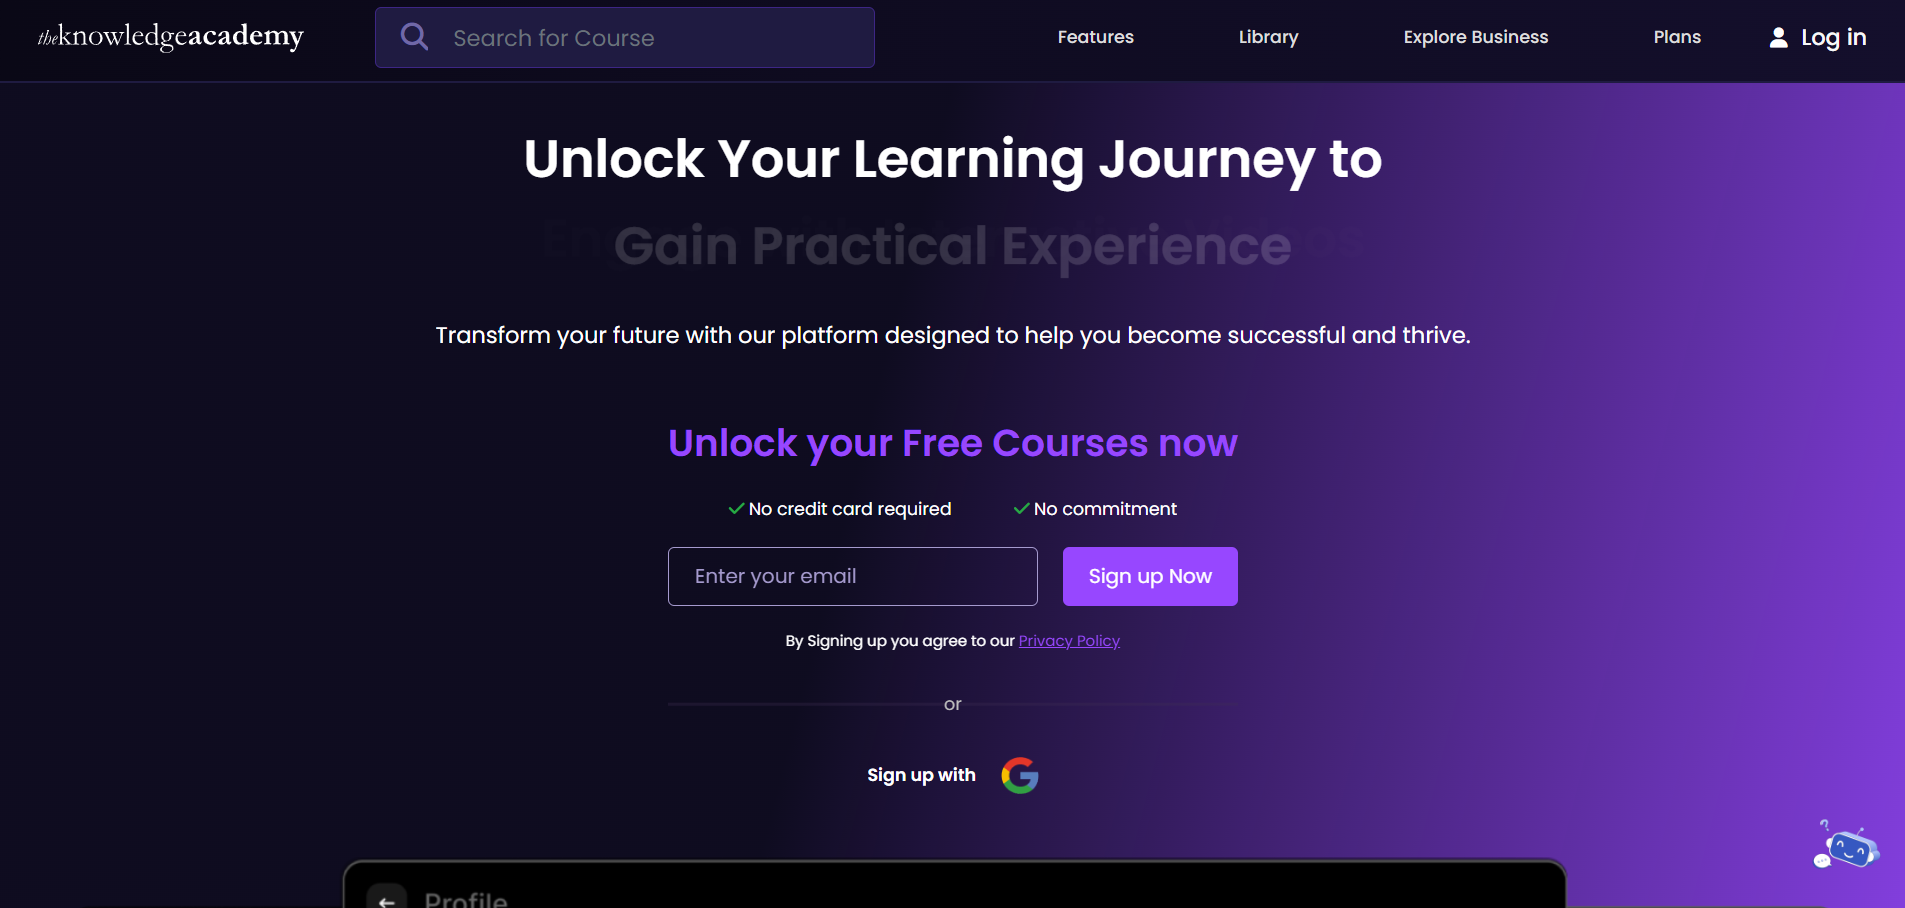 theknowledgeacademy
Search for Course
Features
Library
Explore Business
Plans
Log in
Unlock Your Learning Journey to
Gain Practical Experience
Transform your future with our platform designed to help you become successful and thrive.
Unlock your Free Courses now
No credit card required
No commitment
Enter your email
Sign up Now
By Signing up you agree to our Privacy Policy
or
Sign up with
Profile